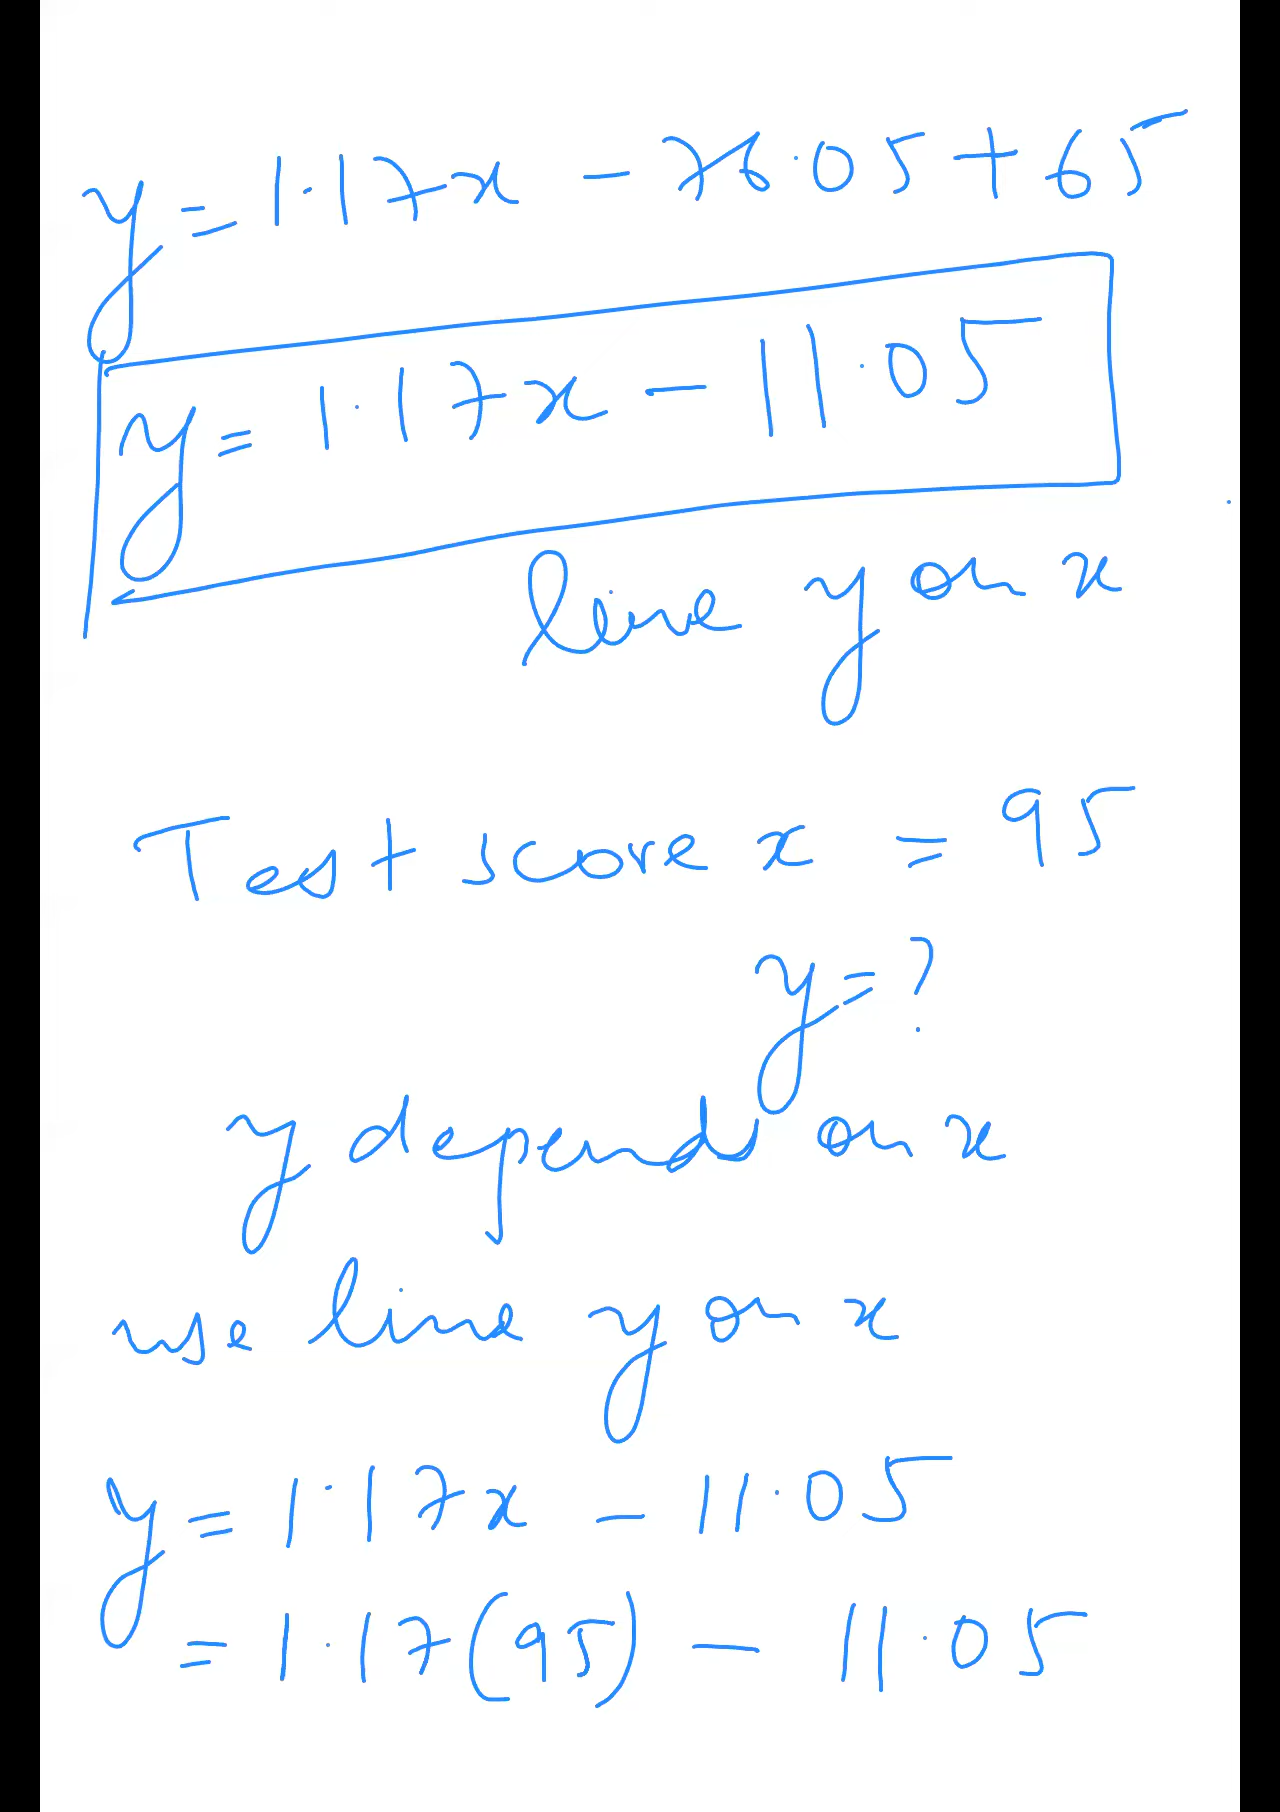 y = 1.17x - 76.05 + 65
y = 1.17x - 11.05
line y on x
Test score x = 95
y = ?
y depends on x
use line y on x
y = 1.17x - 11.05
= 1.17(95) - 11.05